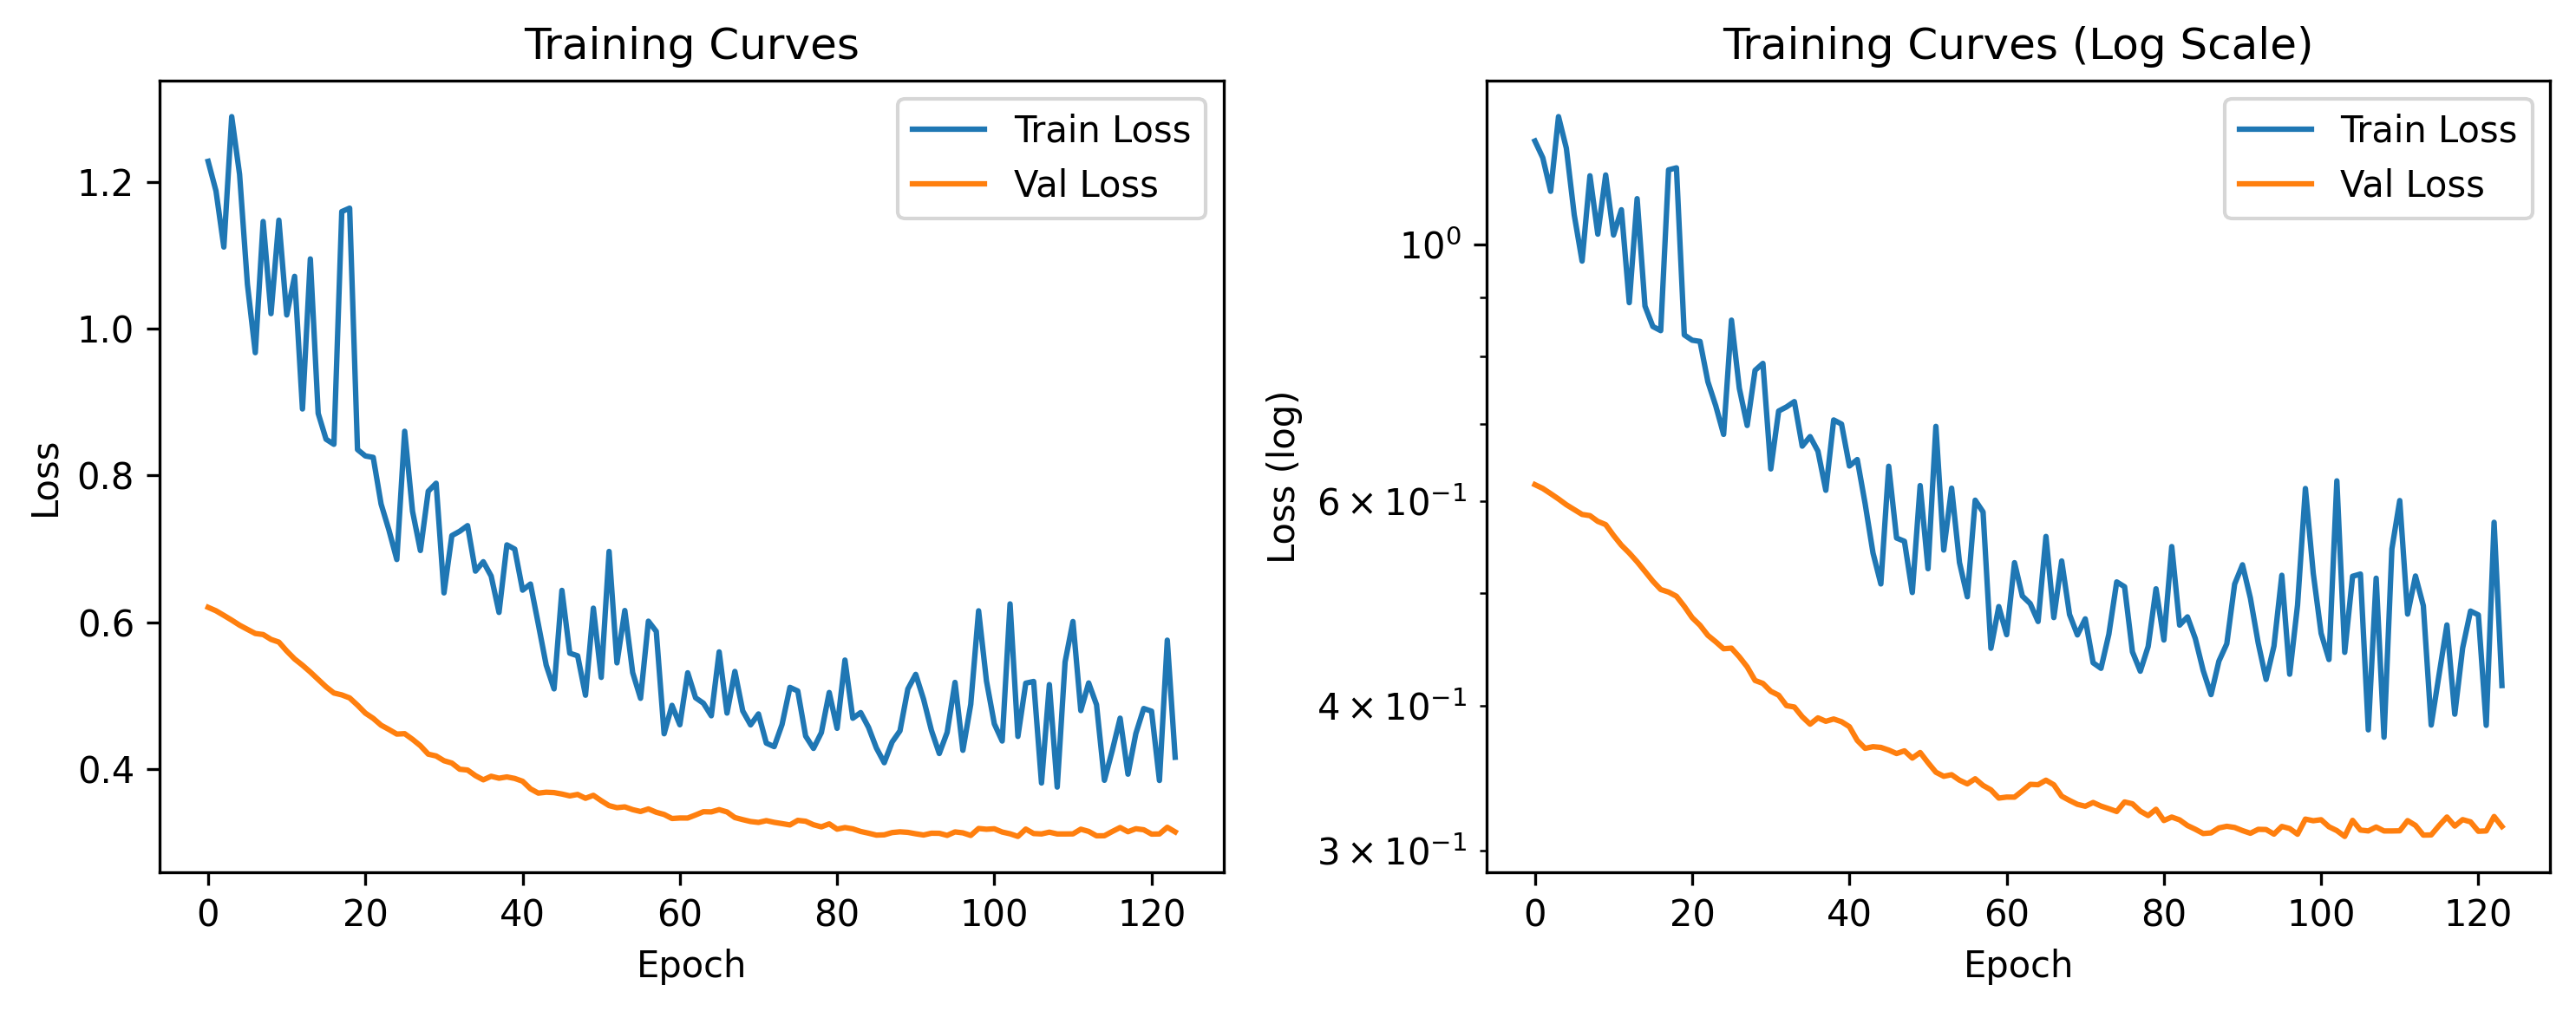 Training Curves
Train Loss
Val Loss
1.2
1.0
0.8
0.6
0.4
Loss
0 20 40 60 80 100 120
Epoch
Training Curves (Log Scale)
Train Loss
Val Loss
10⁰
6 × 10⁻¹
4 × 10⁻¹
3 × 10⁻¹
Loss (log)
0 20 40 60 80 100 120
Epoch